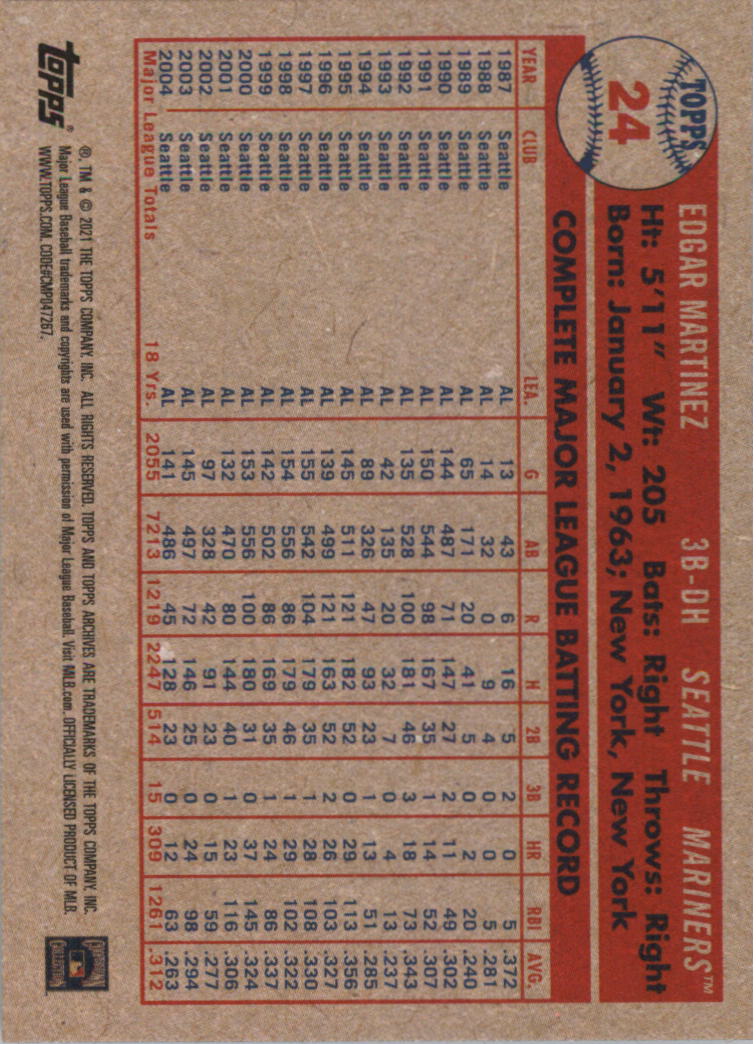 TOPPS
24
EDGAR MARTINEZ 3B-DH SEATTLE MARINERS™
Ht: 5'11" Wt: 205 Bats: Right Throws: Right
Born: January 2, 1963; New York, New York
COMPLETE MAJOR LEAGUE BATTING RECORD
YEAR CLUB LEA. G AB R H 2B 3B HR RBI AVG.
1987 Seattle AL 13 43 6 16 5 2 0 5 .372
1988 Seattle AL 14 32 0 9 4 0 0 5 .281
1989 Seattle AL 65 171 20 41 5 0 2 20 .240
1990 Seattle AL 144 487 71 147 27 2 11 49 .302
1991 Seattle AL 150 544 98 167 35 1 14 52 .307
1992 Seattle AL 135 528 100 181 46 3 18 73 .343
1993 Seattle AL 42 135 20 32 7 0 4 13 .237
1994 Seattle AL 89 326 47 93 23 1 13 51 .285
1995 Seattle AL 145 511 121 182 52 0 29 113 .356
1996 Seattle AL 139 499 121 163 52 2 26 103 .327
1997 Seattle AL 155 542 104 179 35 1 28 108 .330
1998 Seattle AL 154 556 86 179 46 1 29 102 .322
1999 Seattle AL 142 502 86 169 35 1 24 86 .337
2000 Seattle AL 153 556 100 180 31 0 37 145 .324
2001 Seattle AL 132 470 80 144 40 1 23 116 .306
2002 Seattle AL 97 328 42 91 23 0 15 59 .277
2003 Seattle AL 145 497 72 146 25 0 24 98 .294
2004 Seattle AL 141 486 45 128 23 0 12 63 .263
Major League Totals 18 Yrs. 2055 7213 1219 2247 514 15 309 1261 .312
topps®
®, TM & © 2021 THE TOPPS COMPANY, INC. ALL RIGHTS RESERVED. TOPPS AND TOPPS ARCHIVES ARE TRADEMARKS OF THE TOPPS COMPANY, INC.
Major League Baseball trademarks and copyrights are used with permission of Major League Baseball. Visit MLB.com. OFFICIALLY LICENSED PRODUCT OF MLB.
WWW.TOPPS.COM. CODE#CMP047267.
COOPERSTOWN
COLLECTION